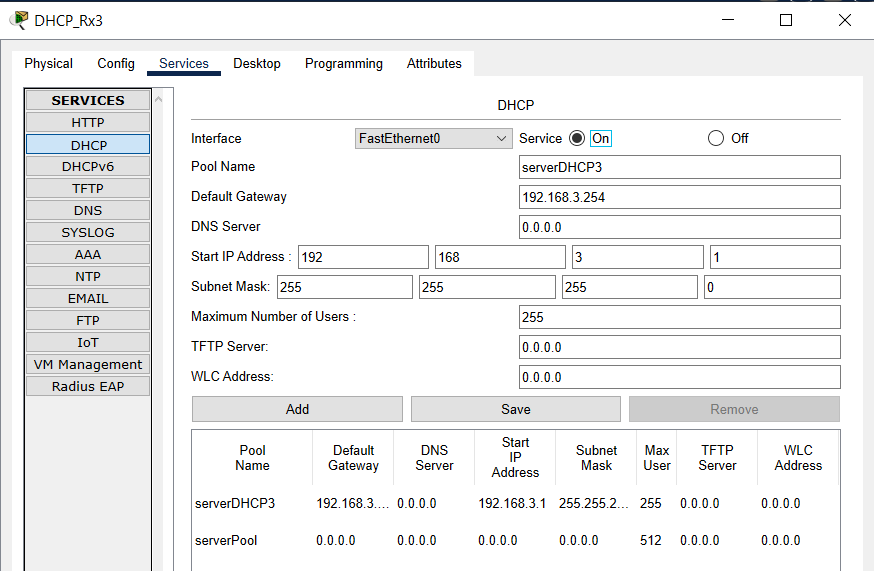 DHCP_Rx3
Physical Config Services Desktop Programming Attributes
SERVICES
HTTP
DHCP
DHCPv6
TFTP
DNS
SYSLOG
AAA
NTP
EMAIL
FTP
IoT
VM Management
Radius EAP
DHCP
Interface FastEthernet0 Service On Off
Pool Name serverDHCP3
Default Gateway 192.168.3.254
DNS Server 0.0.0.0
Start IP Address : 192 168 3 1
Subnet Mask: 255 255 255 0
Maximum Number of Users : 255
TFTP Server: 0.0.0.0
WLC Address: 0.0.0.0
Add Save Remove
Pool Name Default Gateway DNS Server Start IP Address Subnet Mask Max User TFTP Server WLC Address
serverDHCP3 192.168.3.... 0.0.0.0 192.168.3.1 255.255.2... 255 0.0.0.0 0.0.0.0
serverPool 0.0.0.0 0.0.0.0 0.0.0.0 0.0.0.0 512 0.0.0.0 0.0.0.0